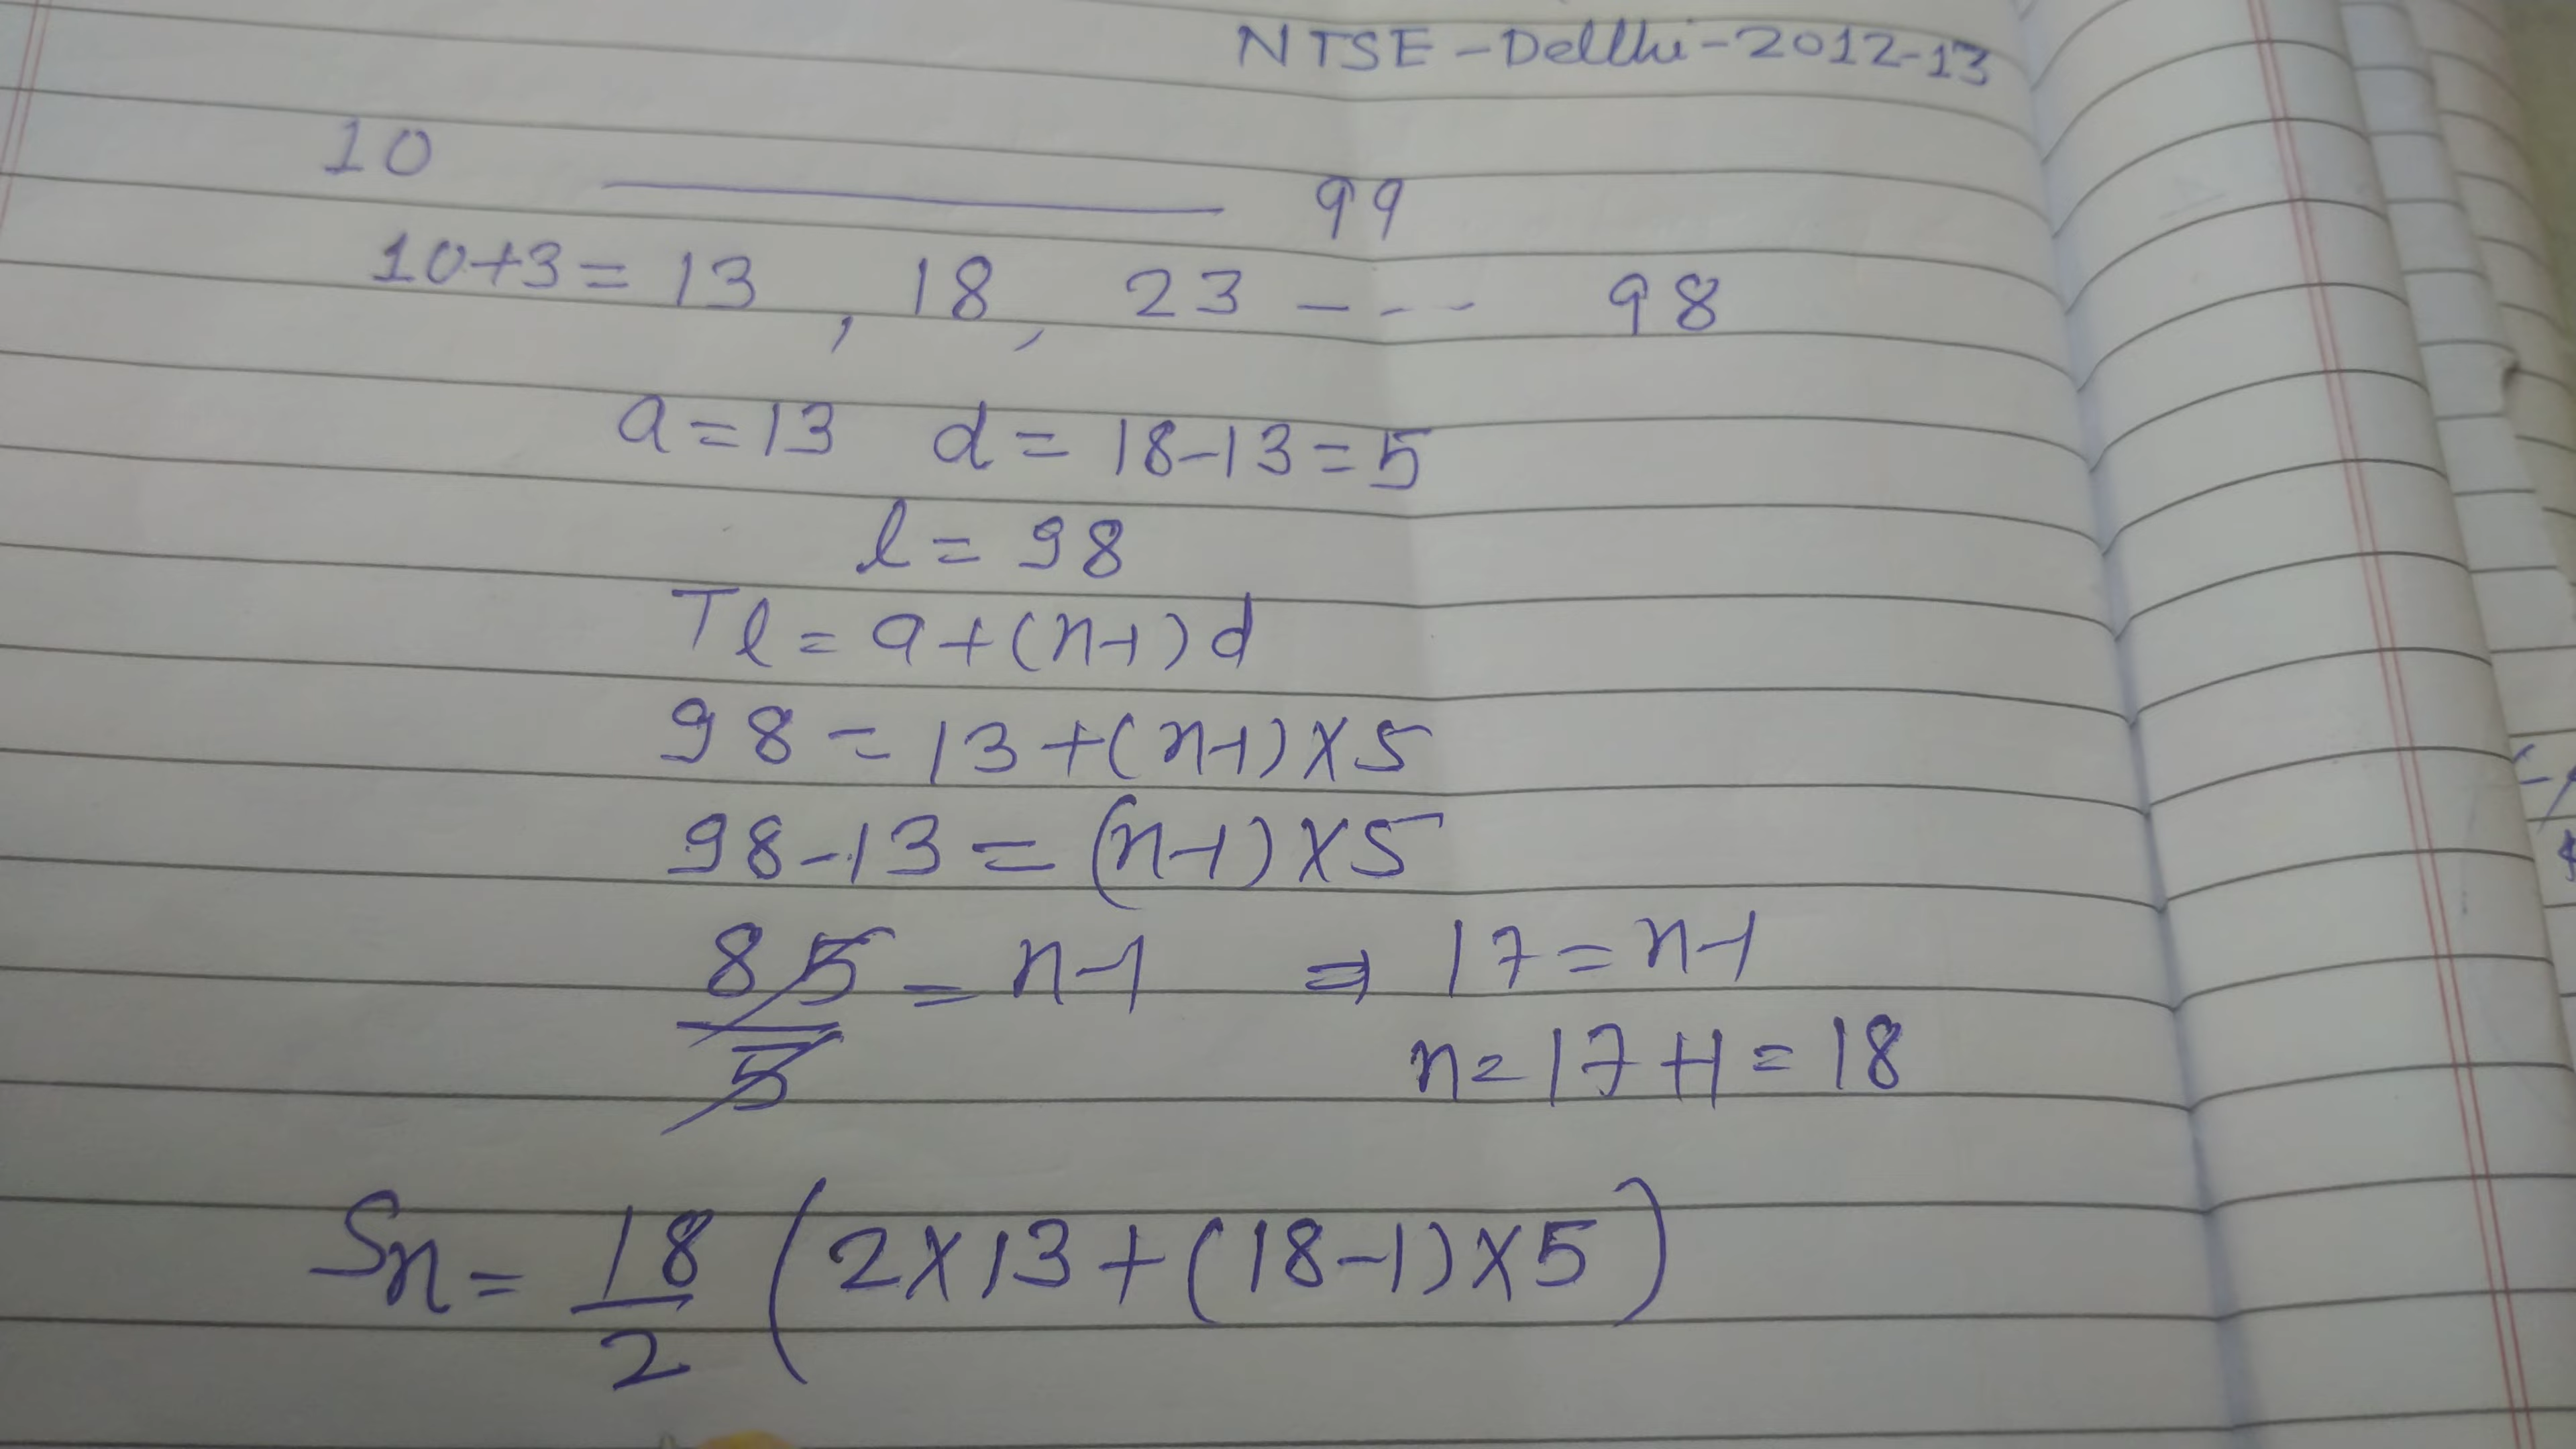 NTSE-Dellhi-2012-13
10 ———— 99
10+3=13, 18, 23 ---- 98
a=13 d=18-13=5
l=98
Tl=a+(n-1)d
98=13+(n-1)×5
98-13=(n-1)×5
85/5=n-1 ⇒ 17=n-1
n=17+1=18
Sn=18/2(2×13+(18-1)×5)